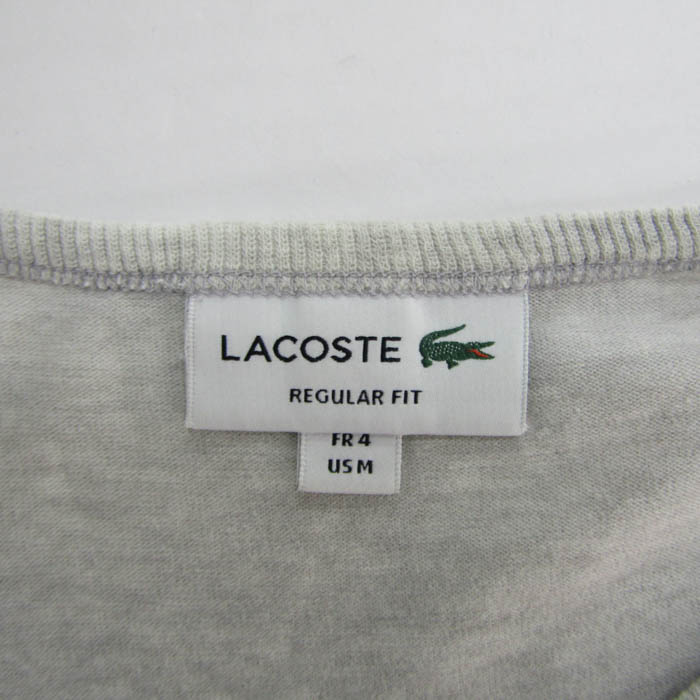 LACOSTE
REGULAR FIT
FR 4
US M